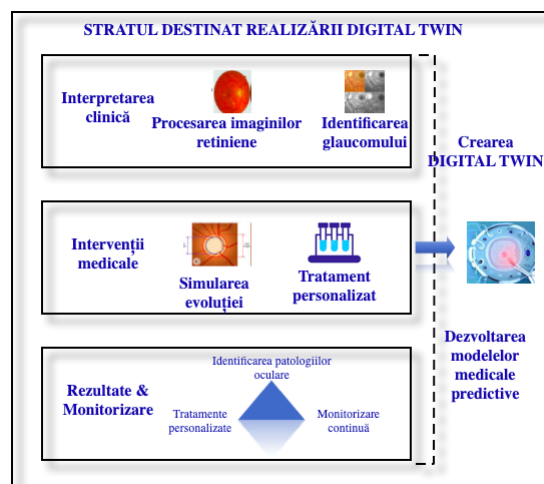 STRATUL DESTINAT REALIZĂRII DIGITAL TWIN
Interpretarea
clinică
Procesarea imaginilor
retiniene
Identificarea
glaucomului
Crearea
DIGITAL TWIN
Intervenții
medicale
Simularea
evoluției
Tratament
personalizat
Rezultate &
Monitorizare
Identificarea patologiilor
oculare
Tratamente
personalizate
Monitorizare
continuă
Dezvoltarea
modelelor
medicale
predictive